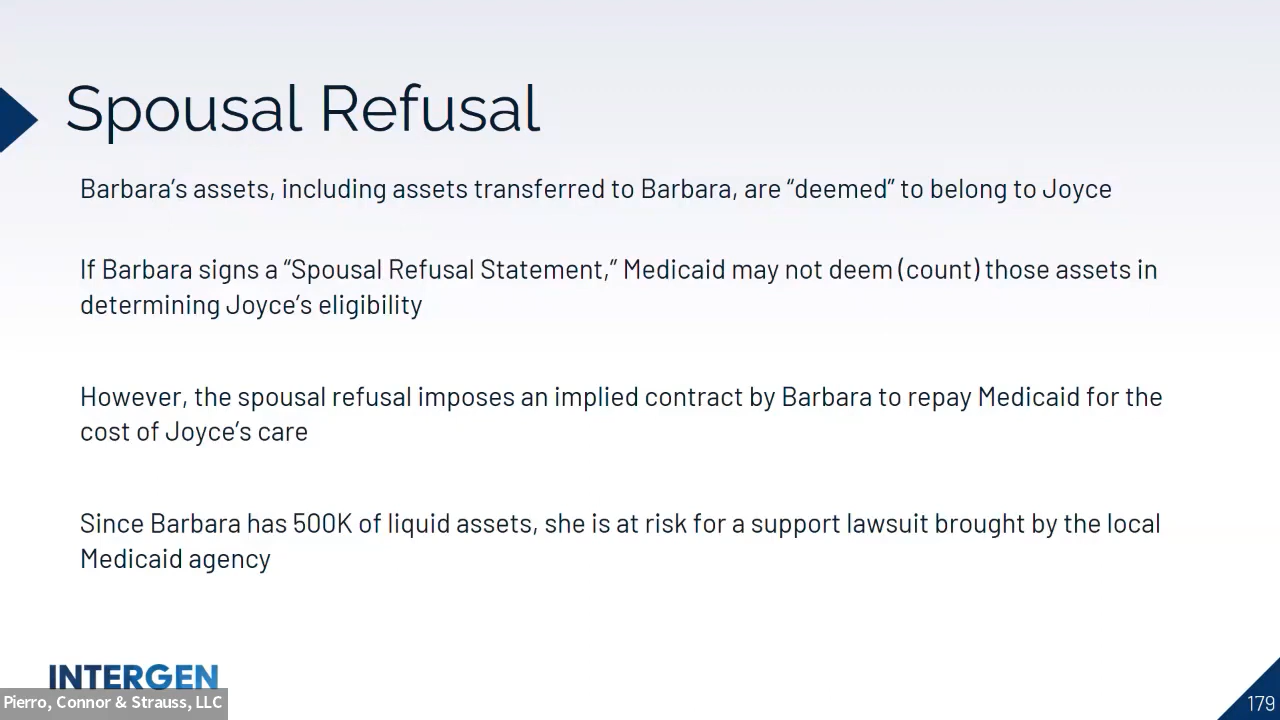 Spousal Refusal
Barbara’s assets, including assets transferred to Barbara, are “deemed” to belong to Joyce
If Barbara signs a “Spousal Refusal Statement,” Medicaid may not deem (count) those assets in
determining Joyce’s eligibility
However, the spousal refusal imposes an implied contract by Barbara to repay Medicaid for the
cost of Joyce’s care
Since Barbara has 500K of liquid assets, she is at risk for a support lawsuit brought by the local
Medicaid agency
INTERGEN
Pierro, Connor & Strauss, LLC
179